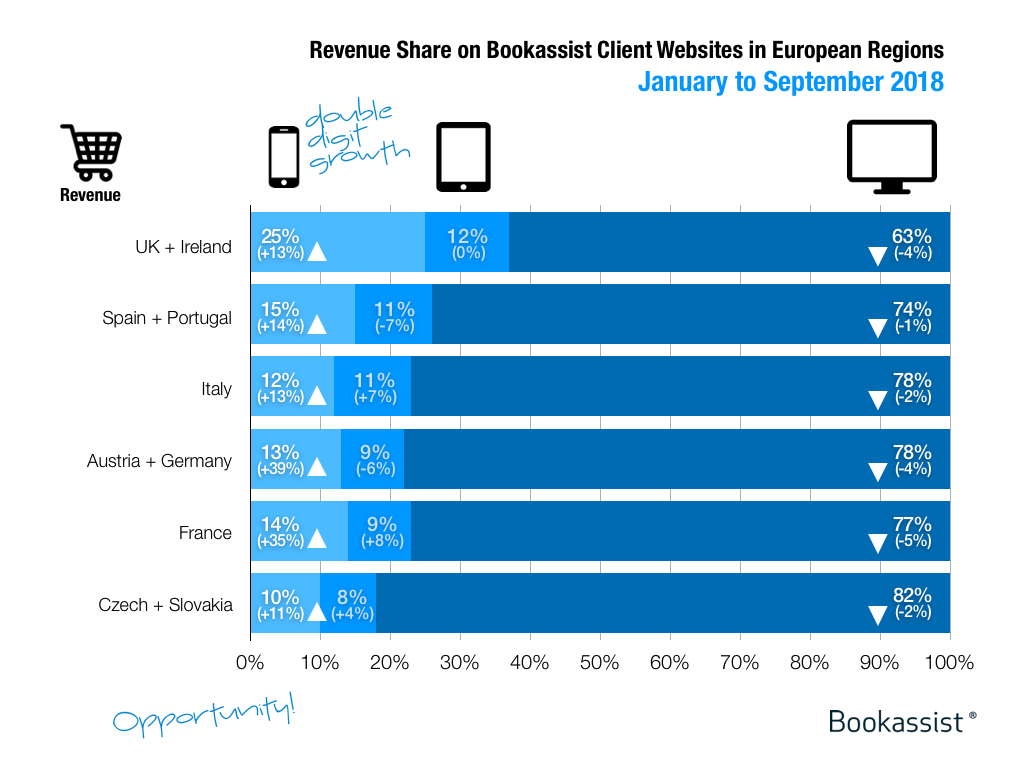 Revenue Share on Bookassist Client Websites in European Regions
January to September 2018
double
digit
growth
Revenue
UK + Ireland
25%
(+13%)
12%
(0%)
63%
(-4%)
Spain + Portugal
15%
(+14%)
11%
(-7%)
74%
(-1%)
Italy
12%
(+13%)
11%
(+7%)
78%
(-2%)
Austria + Germany
13%
(+39%)
9%
(-6%)
78%
(-4%)
France
14%
(+35%)
9%
(+8%)
77%
(-5%)
Czech + Slovakia
10%
(+11%)
8%
(+4%)
82%
(-2%)
0% 10% 20% 30% 40% 50% 60% 70% 80% 90% 100%
Opportunity!
Bookassist®